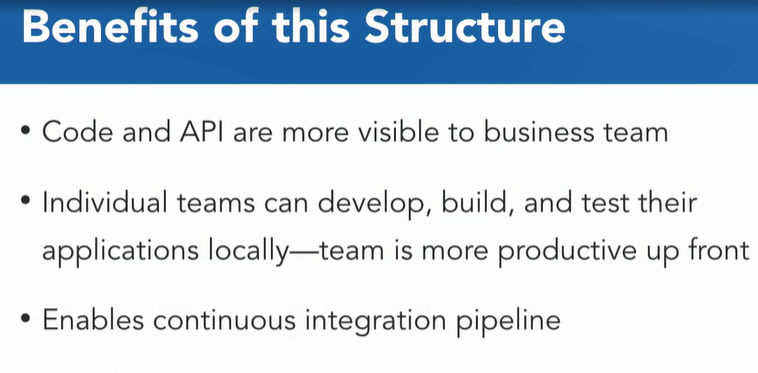 Benefits of this Structure
• Code and API are more visible to business team
• Individual teams can develop, build, and test their
applications locally—team is more productive up front
• Enables continuous integration pipeline